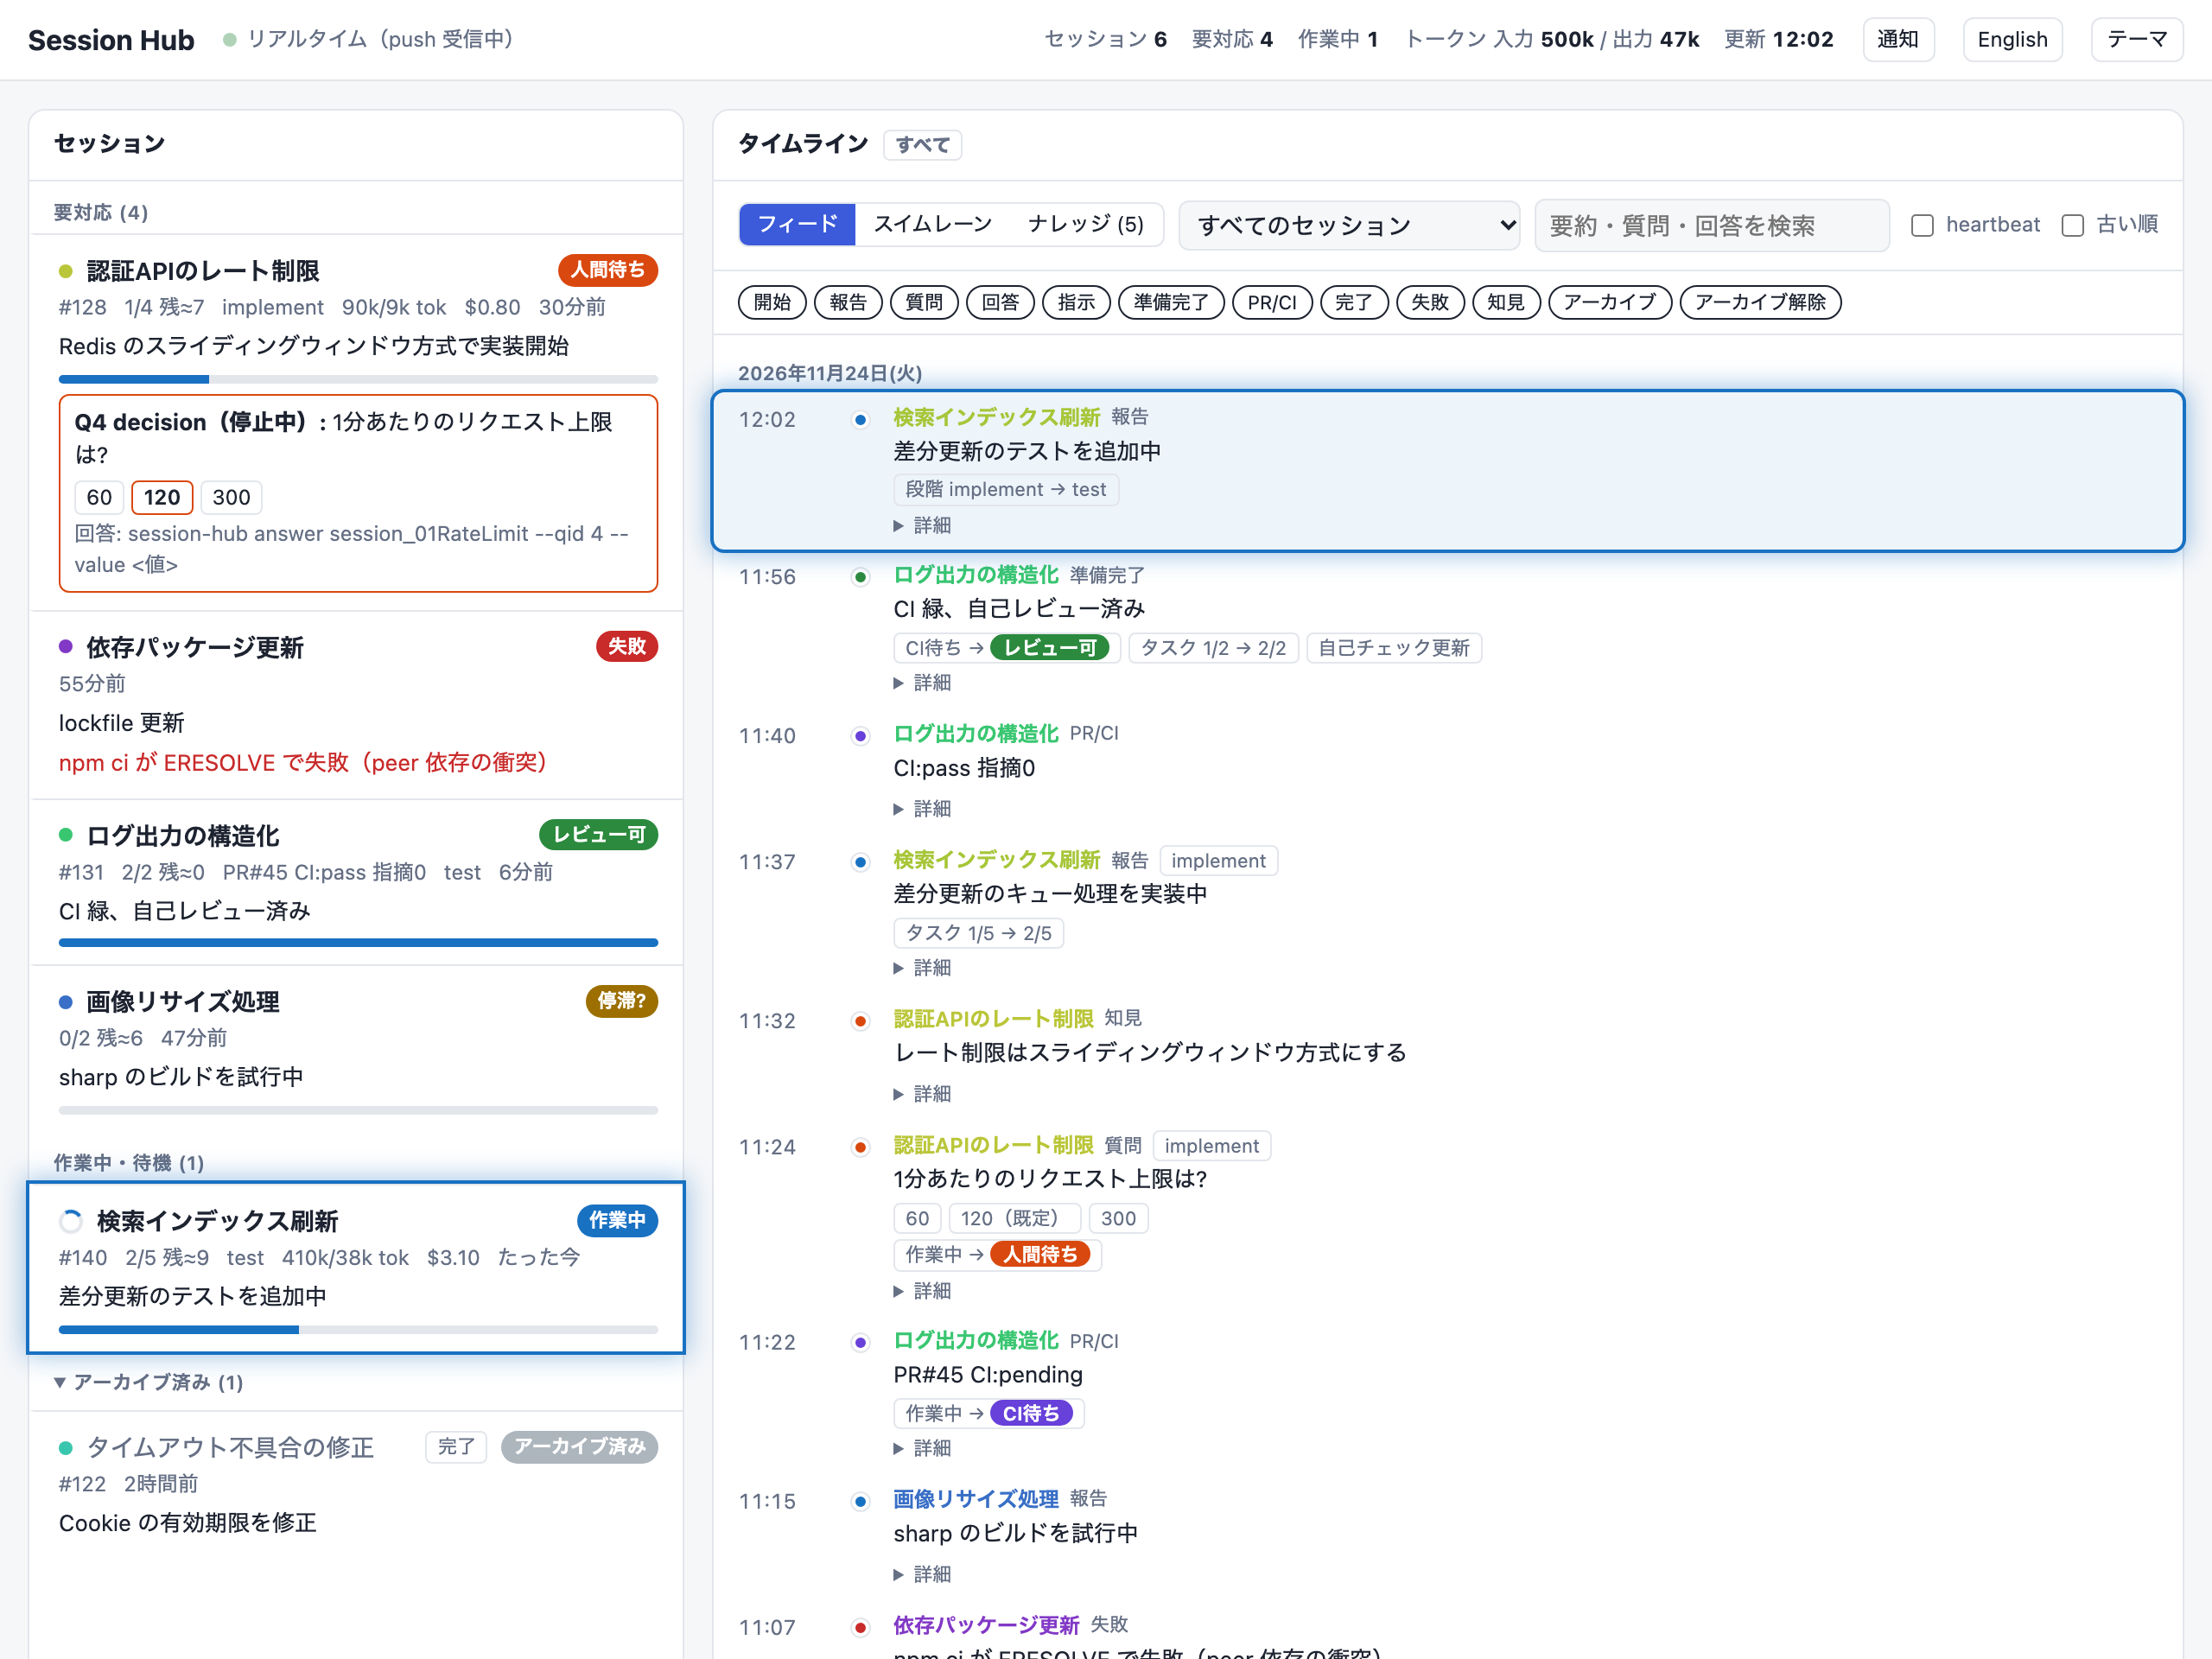 Session Hub
リアルタイム（push 受信中）
セッション 6 要対応 4 作業中 1 トークン 入力 500k / 出力 47k 更新 12:02
通知
English
テーマ
セッション
要対応 (4)
認証APIのレート制限 人間待ち
#128 1/4 残≈7 implement 90k/9k tok $0.80 30分前
Redis のスライディングウィンドウ方式で実装開始
Q4 decision（停止中）: 1分あたりのリクエスト上限
は?
60 120 300
回答: session-hub answer session_01RateLimit --qid 4 --
value <値>
依存パッケージ更新 失敗
55分前
lockfile 更新
npm ci が ERESOLVE で失敗（peer 依存の衝突）
ログ出力の構造化 レビュー可
#131 2/2 残≈0 PR#45 CI:pass 指摘0 test 6分前
CI 緑、自己レビュー済み
画像リサイズ処理 停滞?
0/2 残≈6 47分前
sharp のビルドを試行中
作業中・待機 (1)
検索インデックス刷新 作業中
#140 2/5 残≈9 test 410k/38k tok $3.10 たった今
差分更新のテストを追加中
▼ アーカイブ済み (1)
タイムアウト不具合の修正 完了 アーカイブ済み
#122 2時間前
Cookie の有効期限を修正
タイムライン すべて
フィード スイムレーン ナレッジ (5) すべてのセッション 要約・質問・回答を検索 heartbeat 古い順
開始 報告 質問 回答 指示 準備完了 PR/CI 完了 失敗 知見 アーカイブ アーカイブ解除
2026年11月24日(火)
12:02 検索インデックス刷新 報告
差分更新のテストを追加中
段階 implement → test
▶ 詳細
11:56 ログ出力の構造化 準備完了
CI 緑、自己レビュー済み
CI待ち → レビュー可 タスク 1/2 → 2/2 自己チェック更新
▶ 詳細
11:40 ログ出力の構造化 PR/CI
CI:pass 指摘0
▶ 詳細
11:37 検索インデックス刷新 報告 implement
差分更新のキュー処理を実装中
タスク 1/5 → 2/5
▶ 詳細
11:32 認証APIのレート制限 知見
レート制限はスライディングウィンドウ方式にする
▶ 詳細
11:24 認証APIのレート制限 質問 implement
1分あたりのリクエスト上限は?
60 120（既定） 300
作業中 → 人間待ち
▶ 詳細
11:22 ログ出力の構造化 PR/CI
PR#45 CI:pending
作業中 → CI待ち
▶ 詳細
11:15 画像リサイズ処理 報告
sharp のビルドを試行中
▶ 詳細
11:07 依存パッケージ更新 失敗
npm ci が ERESOLVE で失敗（peer 依存の衝突）